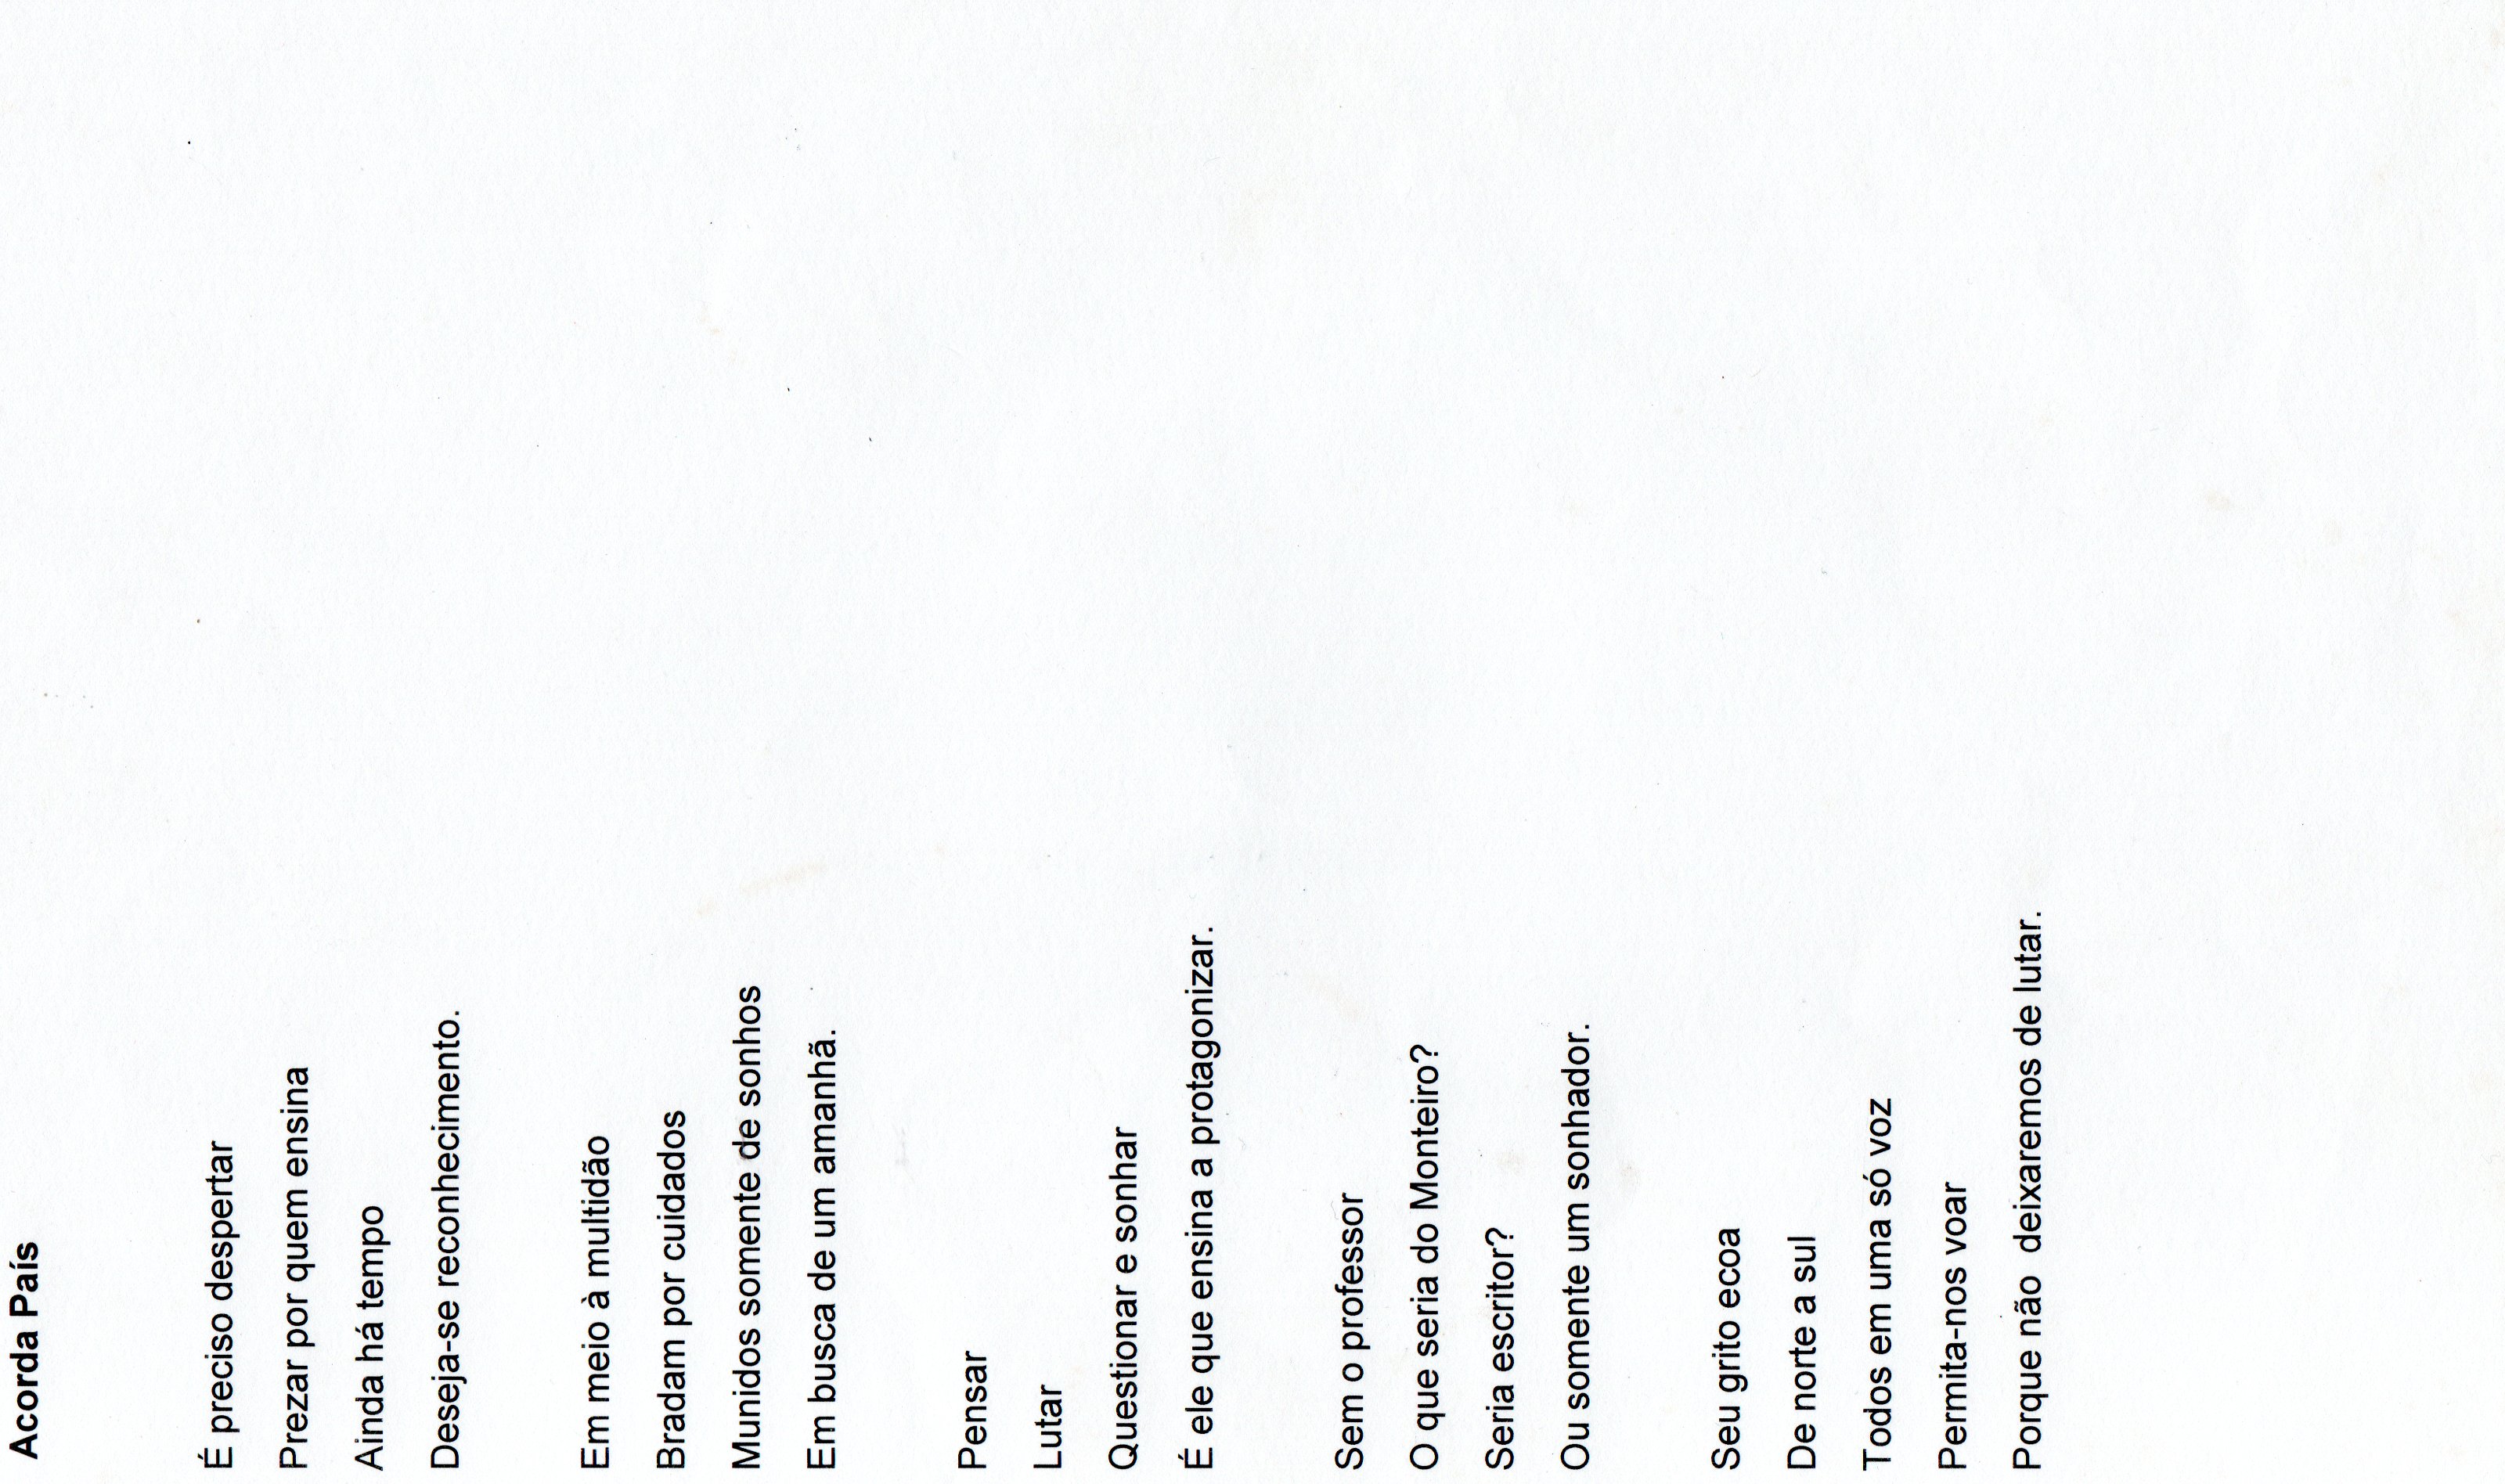 Acorda País
É preciso despertar
Prezar por quem ensina
Ainda há tempo
Deseja-se reconhecimento.
Em meio à multidão
Bradam por cuidados
Munidos somente de sonhos
Em busca de um amanhã.
Pensar
Lutar
Questionar e sonhar
É ele que ensina a protagonizar.
Sem o professor
O que seria do Monteiro?
Seria escritor?
Ou somente um sonhador.
Seu grito ecoa
De norte a sul
Todos em uma só voz
Permita-nos voar
Porque não  deixaremos de lutar.